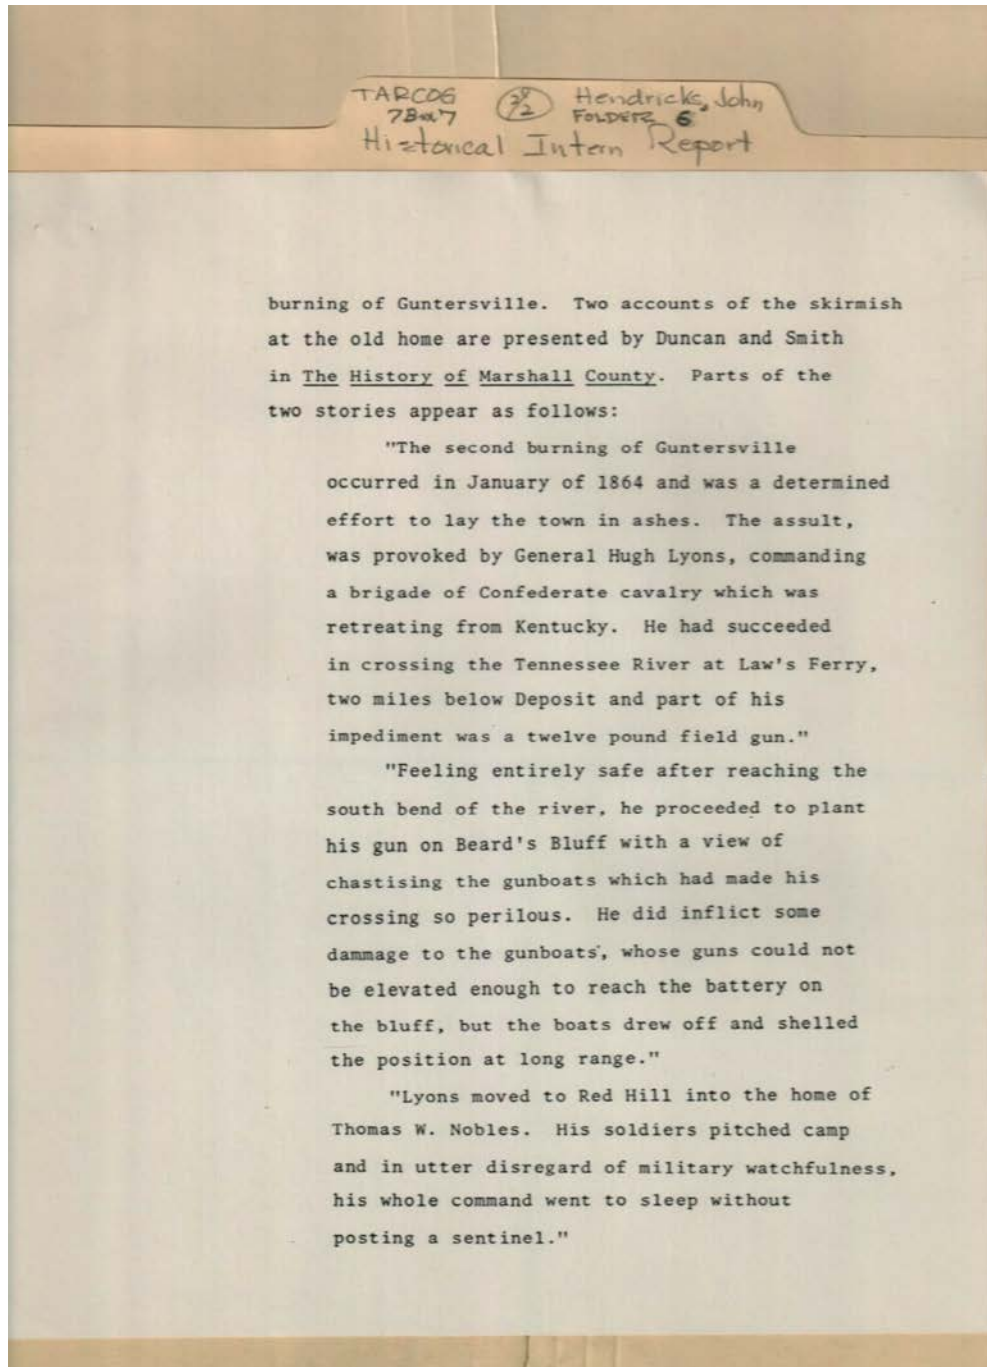 TARCOG Hendricks, John
7Box7 FOLDER 6
Historical Intern Report
burning of Guntersville. Two accounts of the skirmish
at the old home are presented by Duncan and Smith
in The History of Marshall County. Parts of the
two stories appear as follows:
"The second burning of Guntersville
occurred in January of 1864 and was a determined
effort to lay the town in ashes. The assult,
was provoked by General Hugh Lyons, commanding
a brigade of Confederate cavalry which was
retreating from Kentucky. He had succeeded
in crossing the Tennessee River at Law's Ferry,
two miles below Deposit and part of his
impediment was a twelve pound field gun."
"Feeling entirely safe after reaching the
south bend of the river, he proceeded to plant
his gun on Beard's Bluff with a view of
chastising the gunboats which had made his
crossing so perilous. He did inflict some
dammage to the gunboats, whose guns could not
be elevated enough to reach the battery on
the bluff, but the boats drew off and shelled
the position at long range."
"Lyons moved to Red Hill into the home of
Thomas W. Nobles. His soldiers pitched camp
and in utter disregard of military watchfulness,
his whole command went to sleep without
posting a sentinel."